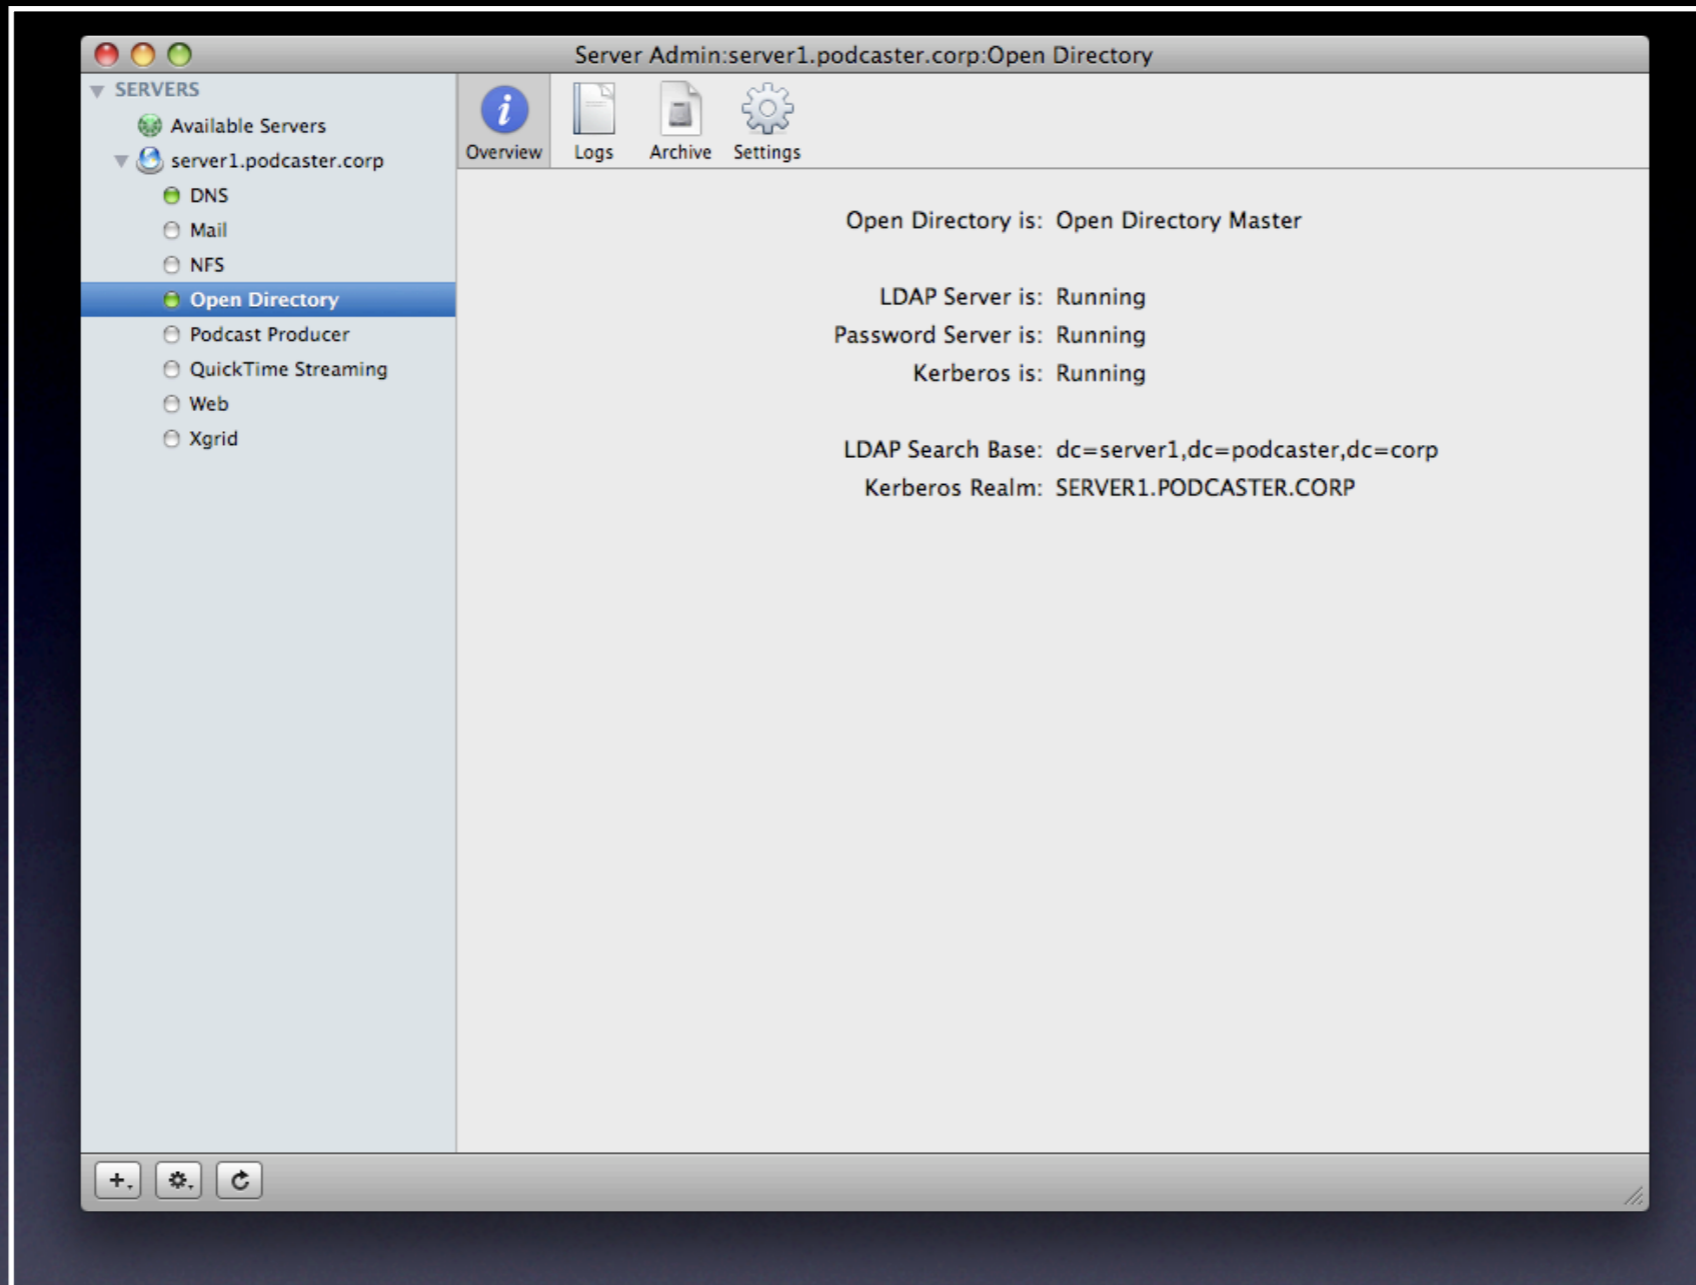 Server Admin:server1.podcaster.corp:Open Directory
SERVERS
Available Servers
server1.podcaster.corp
DNS
Mail
NFS
Open Directory
Podcast Producer
QuickTime Streaming
Web
Xgrid
Overview
Logs
Archive
Settings
Open Directory is: Open Directory Master
LDAP Server is: Running
Password Server is: Running
Kerberos is: Running
LDAP Search Base: dc=server1,dc=podcaster,dc=corp
Kerberos Realm: SERVER1.PODCASTER.CORP